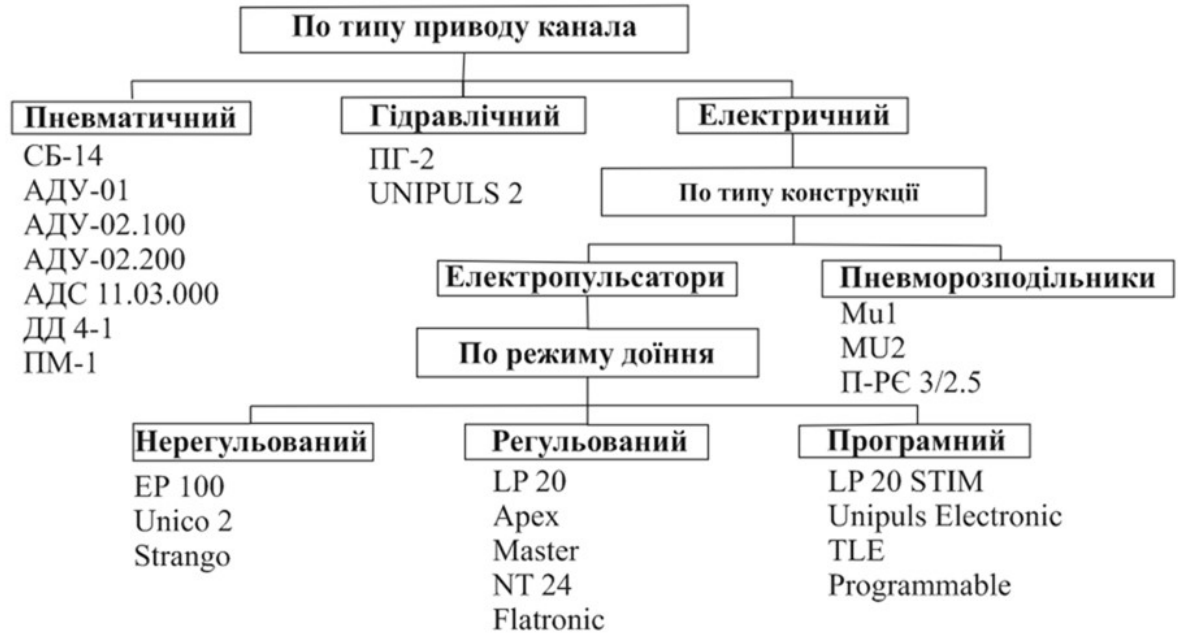 По типу приводу канала
Пневматичний
СБ-14
АДУ-01
АДУ-02.100
АДУ-02.200
АДС 11.03.000
ДД 4-1
ПМ-1
Гідравлічний
ПГ-2
UNIPULS 2
Електричний
По типу конструкції
Електропульсатори
Пневморозподільники
Mu1
MU2
П-РЄ 3/2.5
По режиму доїння
Нерегульований
EP 100
Unico 2
Strango
Регульований
LP 20
Apex
Master
NT 24
Flatronic
Програмний
LP 20 STIM
Unipuls Electronic
TLE
Programmable